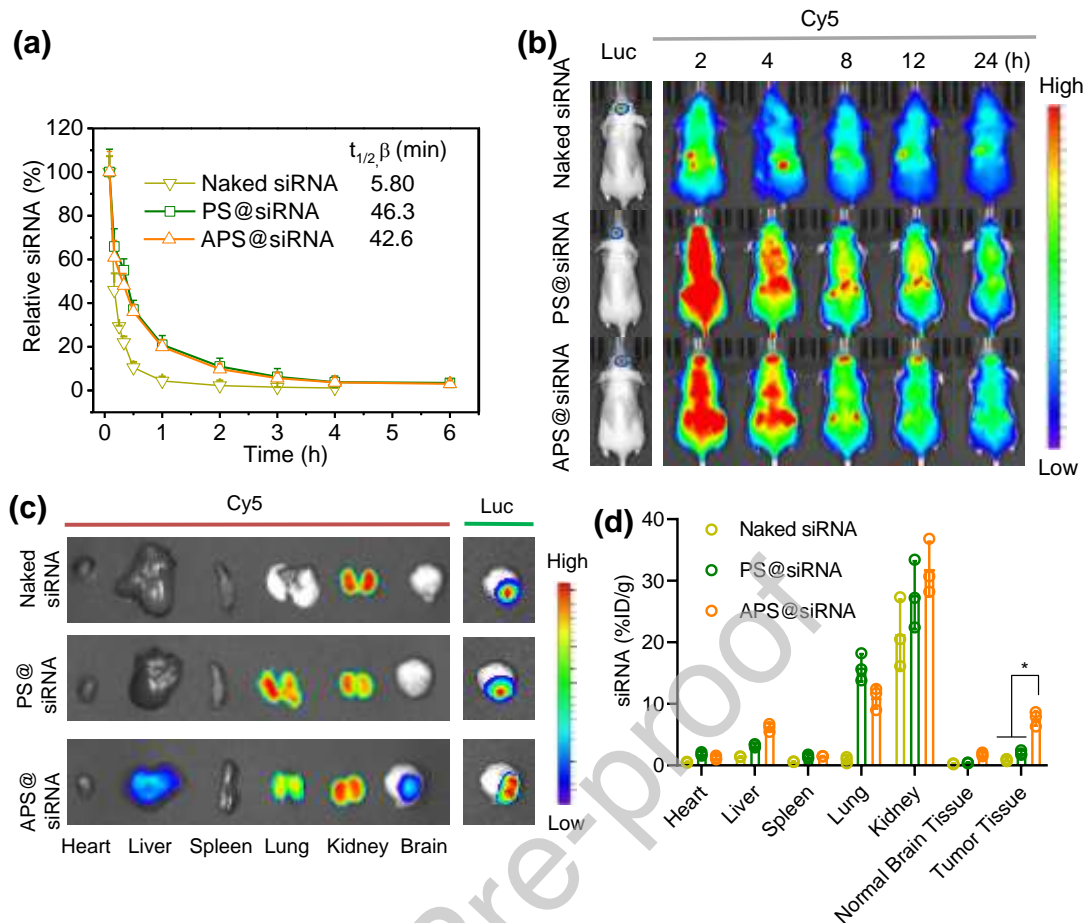 (a)
120
100
80
60
40
20
0
Relative siRNA (%)
t1/2,β (min)
Naked siRNA 5.80
PS@siRNA 46.3
APS@siRNA 42.6
0 1 2 3 4 5 6
Time (h)
(b)
Cy5
Luc 2 4 8 12 24 (h)
Naked siRNA
PS@siRNA
APS@siRNA
High
Low
(c)
Cy5 Luc
Naked
siRNA
PS@
siRNA
APS@
siRNA
Heart Liver Spleen Lung Kidney Brain
High
Low
(d)
40
30
20
10
0
siRNA (%ID/g)
Naked siRNA
PS@siRNA
APS@siRNA
*
Heart
Liver
Spleen
Lung
Kidney
Normal Brain Tissue
Tumor Tissue
re-proof